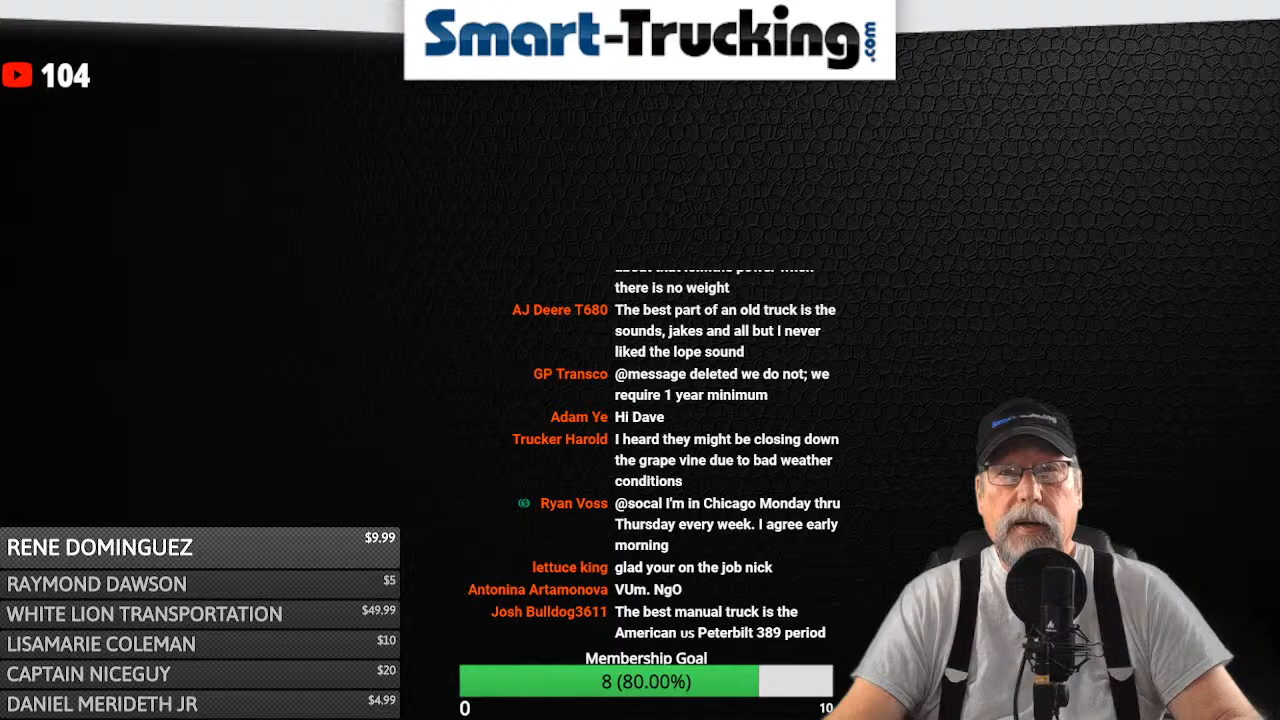 Smart-Trucking.com
104
there is no weight
AJ Deere T680 The best part of an old truck is the
sounds, jakes and all but I never
liked the lope sound
GP Transco @message deleted we do not; we
require 1 year minimum
Adam Ye Hi Dave
Trucker Harold I heard they might be closing down
the grape vine due to bad weather
conditions
Ryan Voss @socal I'm in Chicago Monday thru
Thursday every week. I agree early
morning
lettuce king glad your on the job nick
Antonina Artamonova VUm. NgO
Josh Bulldog3611 The best manual truck is the
American us Peterbilt 389 period
Membership Goal
8 (80.00%)
0 10
RENE DOMINGUEZ $9.99
RAYMOND DAWSON $5
WHITE LION TRANSPORTATION $49.99
LISAMARIE COLEMAN $10
CAPTAIN NICEGUY $20
DANIEL MERIDETH JR $4.99
Smart-Trucking